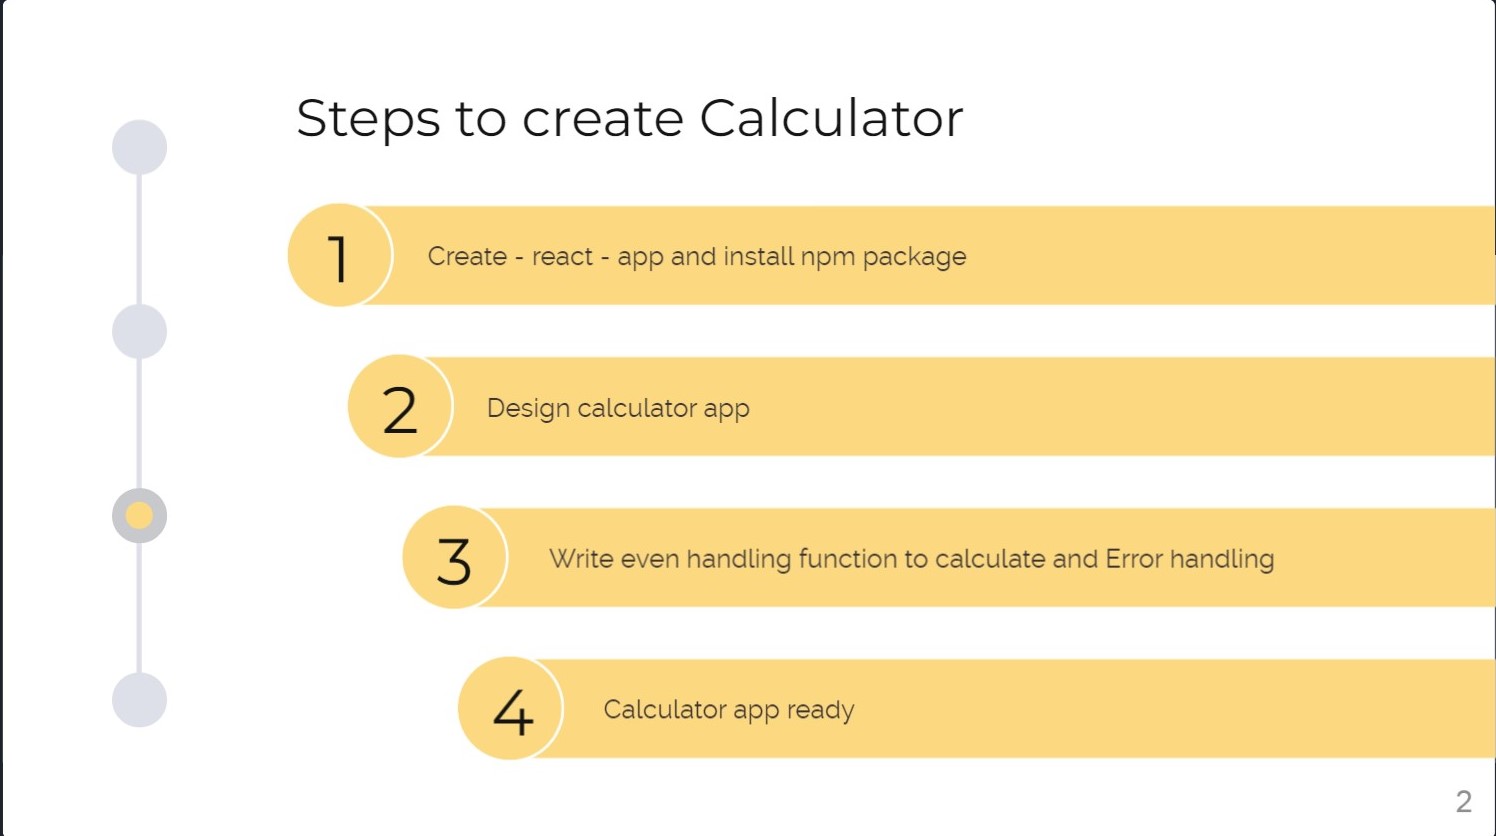 Steps to create Calculator
1
Create - react - app and install npm package
2
Design calculator app
3
Write even handling function to calculate and Error handling
4
Calculator app ready
2